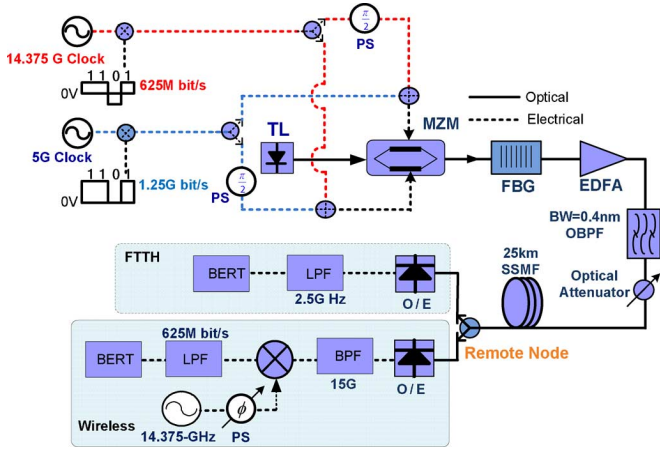 π/2
PS
14.375 G Clock
1 1 0 1
0V
625M bit/s
5G Clock
1 1 0 1
0V
1.25G bit/s
π/2
PS
TL
MZM
Optical
Electrical
FBG
EDFA
BW=0.4nm
OBPF
Optical
Attenuator
25km
SSMF
Remote Node
FTTH
BERT
LPF
2.5G Hz
O / E
625M bit/s
BERT
LPF
BPF
15G
O / E
ϕ
14.375-GHz
PS
Wireless